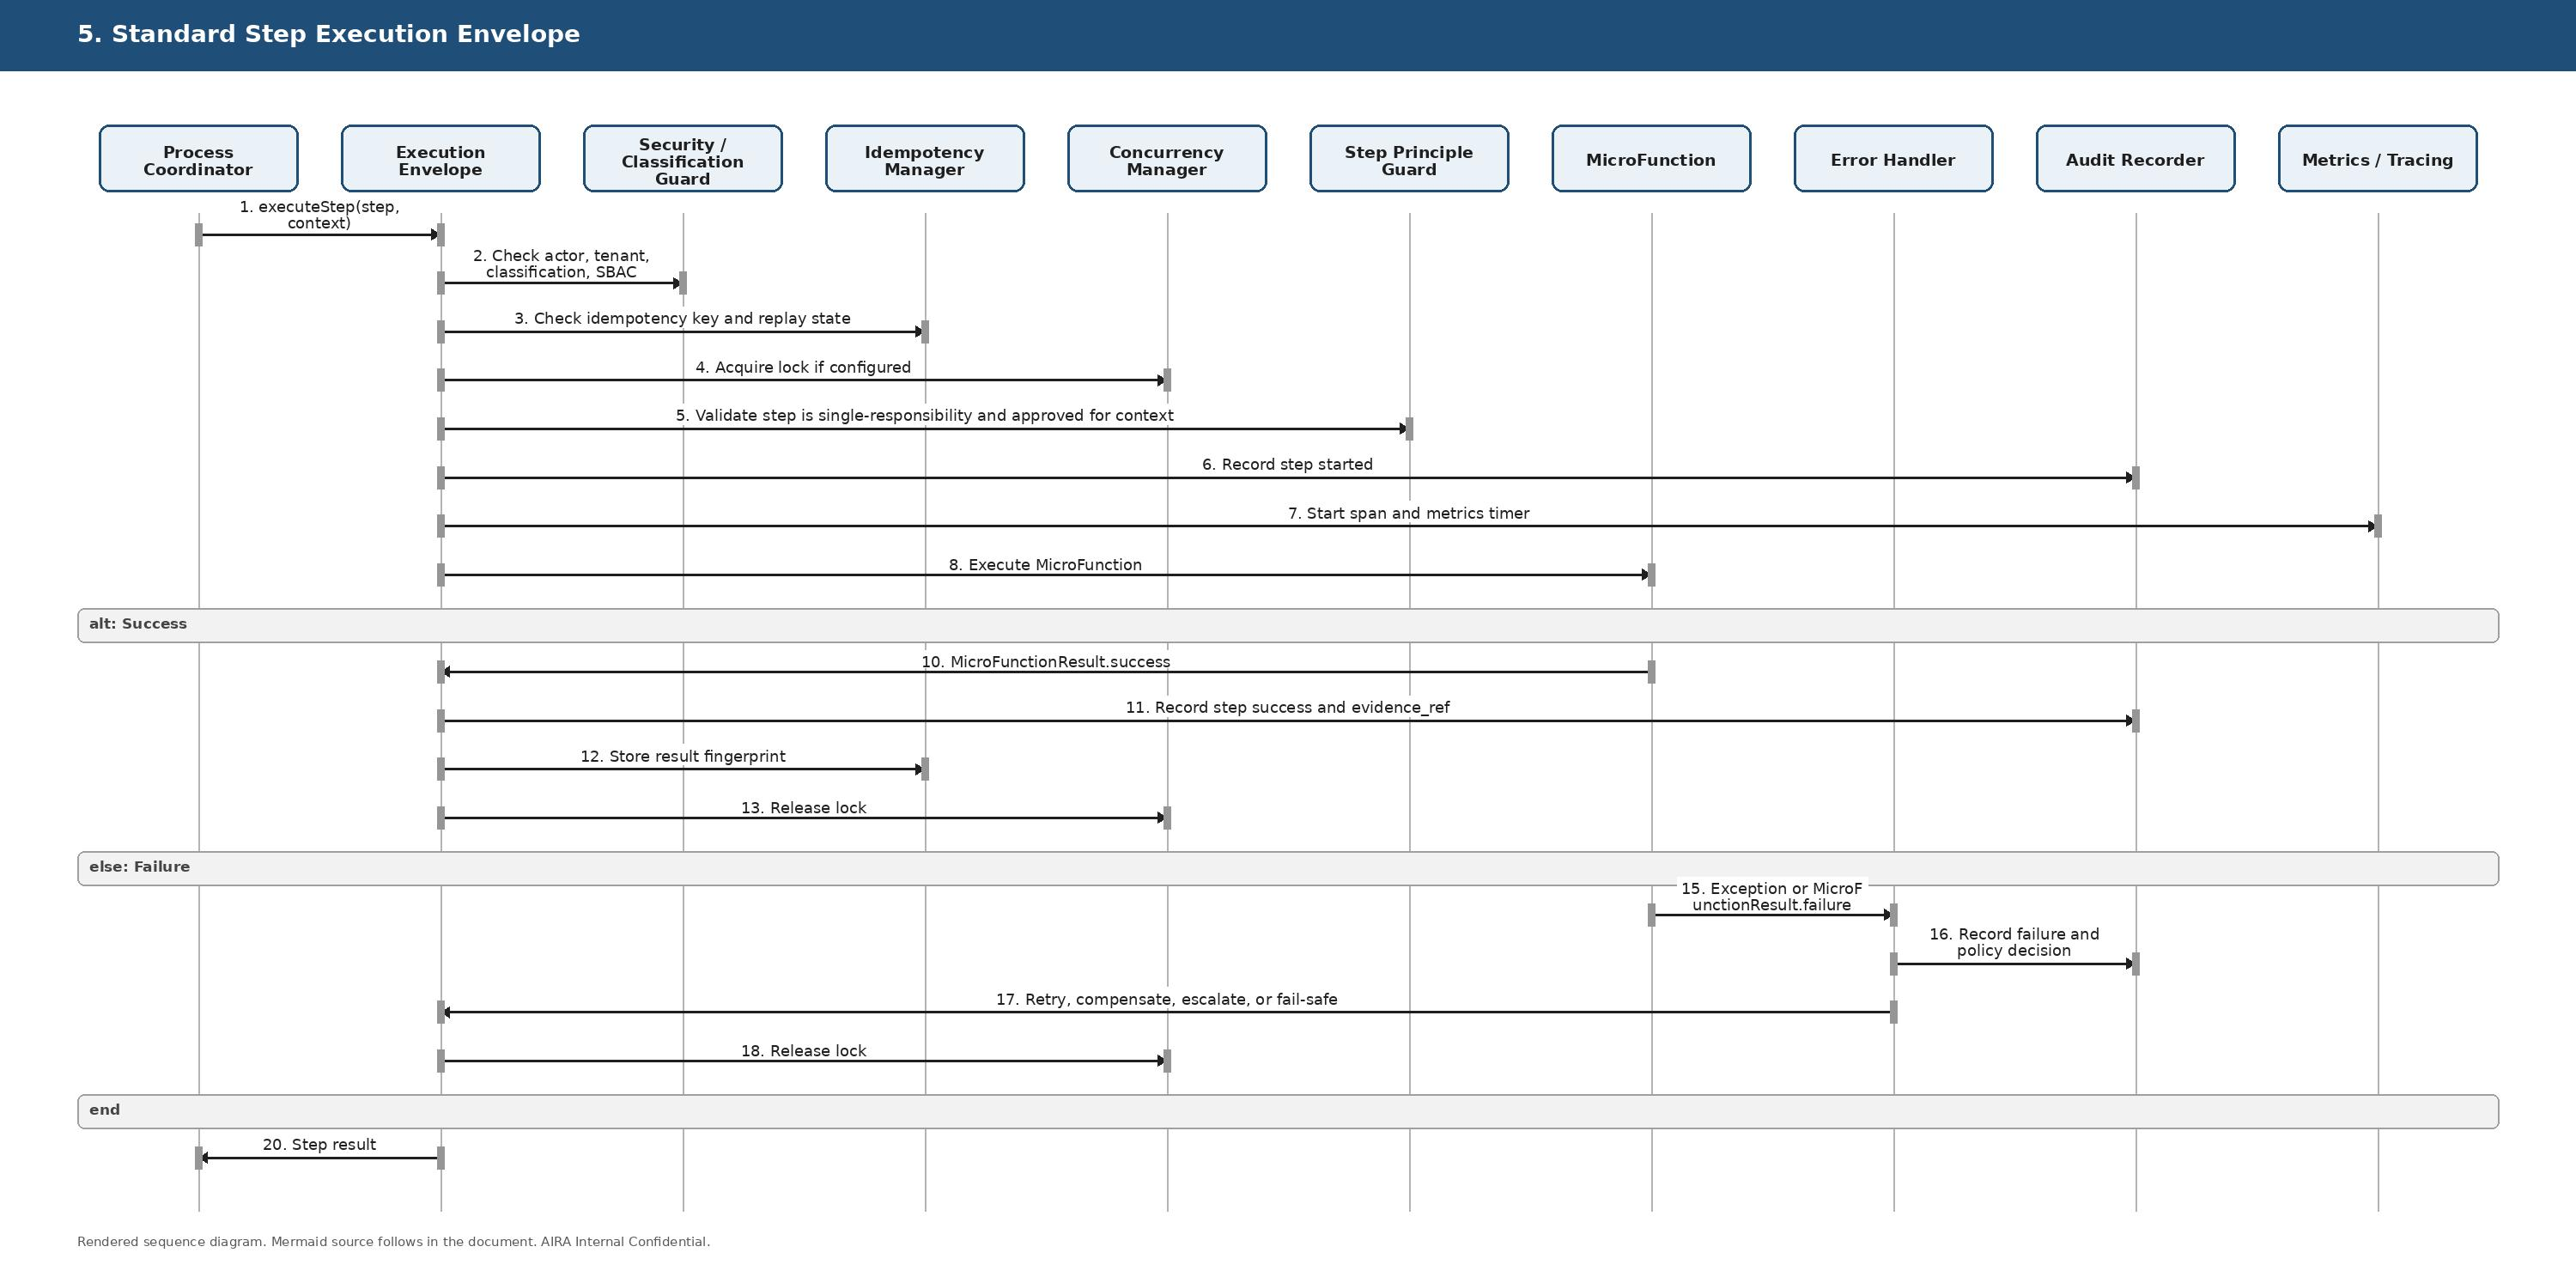 5. Standard Step Execution Envelope
Process
Coordinator
Execution
Envelope
Security /
Classification
Guard
Idempotency
Manager
Concurrency
Manager
Step Principle
Guard
MicroFunction
Error Handler
Audit Recorder
Metrics / Tracing
1. executeStep(step,
context)
2. Check actor, tenant,
classification, SBAC
3. Check idempotency key and replay state
4. Acquire lock if configured
5. Validate step is single-responsibility and approved for context
6. Record step started
7. Start span and metrics timer
8. Execute MicroFunction
alt: Success
10. MicroFunctionResult.success
11. Record step success and evidence_ref
12. Store result fingerprint
13. Release lock
else: Failure
15. Exception or MicroF
unctionResult.failure
16. Record failure and
policy decision
17. Retry, compensate, escalate, or fail-safe
18. Release lock
end
20. Step result
Rendered sequence diagram. Mermaid source follows in the document. AIRA Internal Confidential.